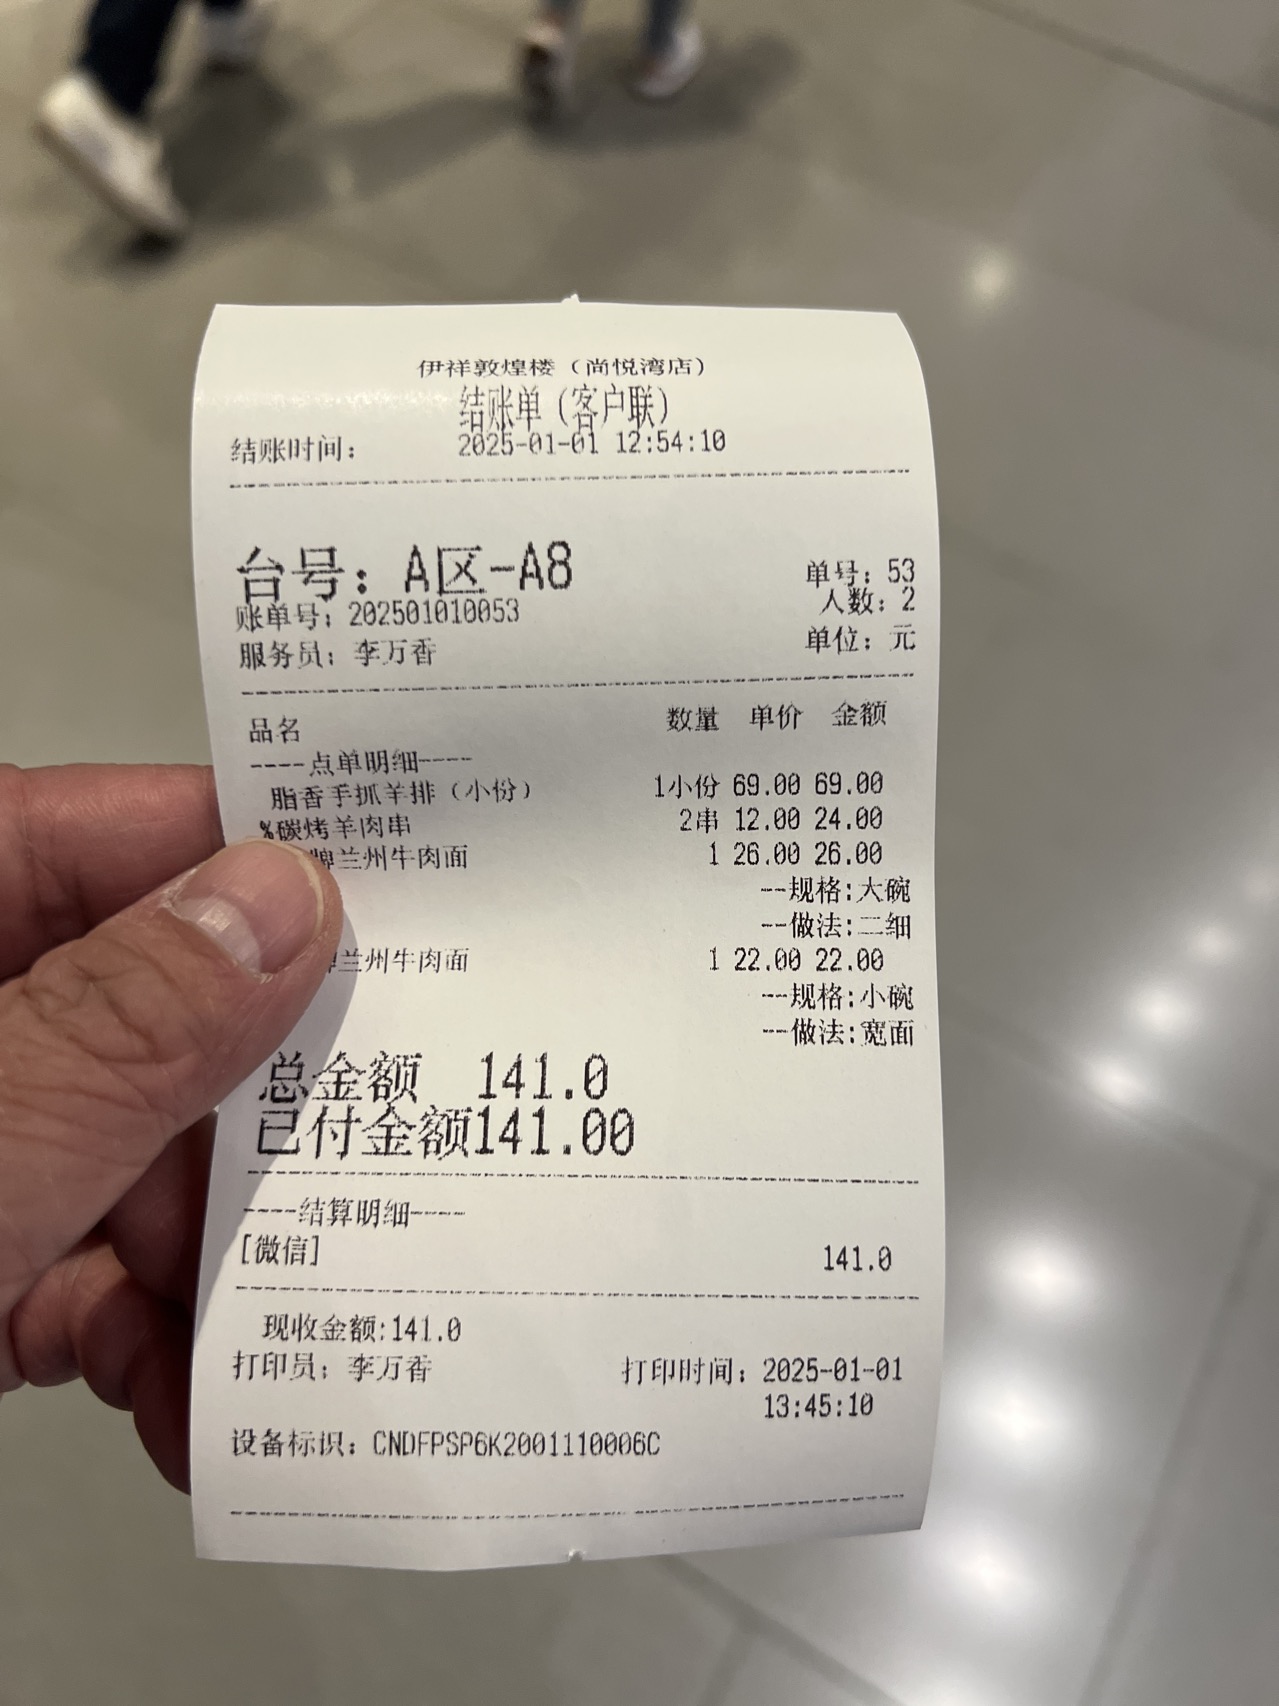 伊祥敦煌楼（尚悦湾店）
结账单（客户联）
结账时间： 2025-01-01 12:54:10
台号：A区-A8 单号：53
账单号：202501010053 人数：2
服务员：李万香 单位：元
品名 数量 单价 金额
----点单明细----
脂香手抓羊排（小份） 1小份 69.00 69.00
%碳烤羊肉串 2串 12.00 24.00
牌兰州牛肉面 1 26.00 26.00
--规格:大碗
--做法:二细
牌兰州牛肉面 1 22.00 22.00
--规格:小碗
--做法:宽面
总金额 141.0
已付金额141.00
----结算明细----
[微信] 141.0
现收金额:141.0
打印员：李万香 打印时间：2025-01-01
13:45:10
设备标识：CNDFPSP6K2001110006C